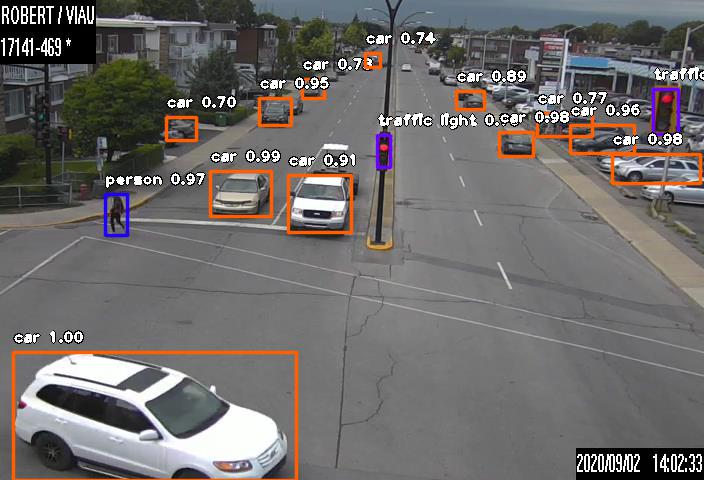 ROBERT / VIAU
17141-469 *
car 0.74
car 0.73
car 0.95
car 0.89
traffic
car 0.70
car 0.77
car 0.96
traffic light 0.
car 0.98
car 0.99
car 0.91
car 0.98
person 0.97
car 1.00
2020/09/02 14:02:33